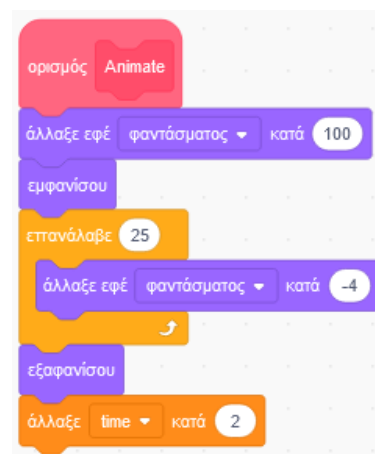 ορισμός Animate
άλλαξε εφέ φαντάσματος κατά 100
εμφανίσου
επανάλαβε 25
άλλαξε εφέ φαντάσματος κατά -4
εξαφανίσου
άλλαξε time κατά 2